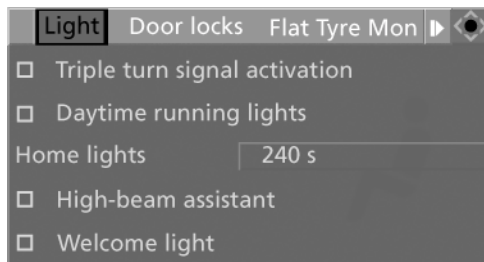 Light Door locks Flat Tyre Mon
Triple turn signal activation
Daytime running lights
Home lights 240 s
High-beam assistant
Welcome light